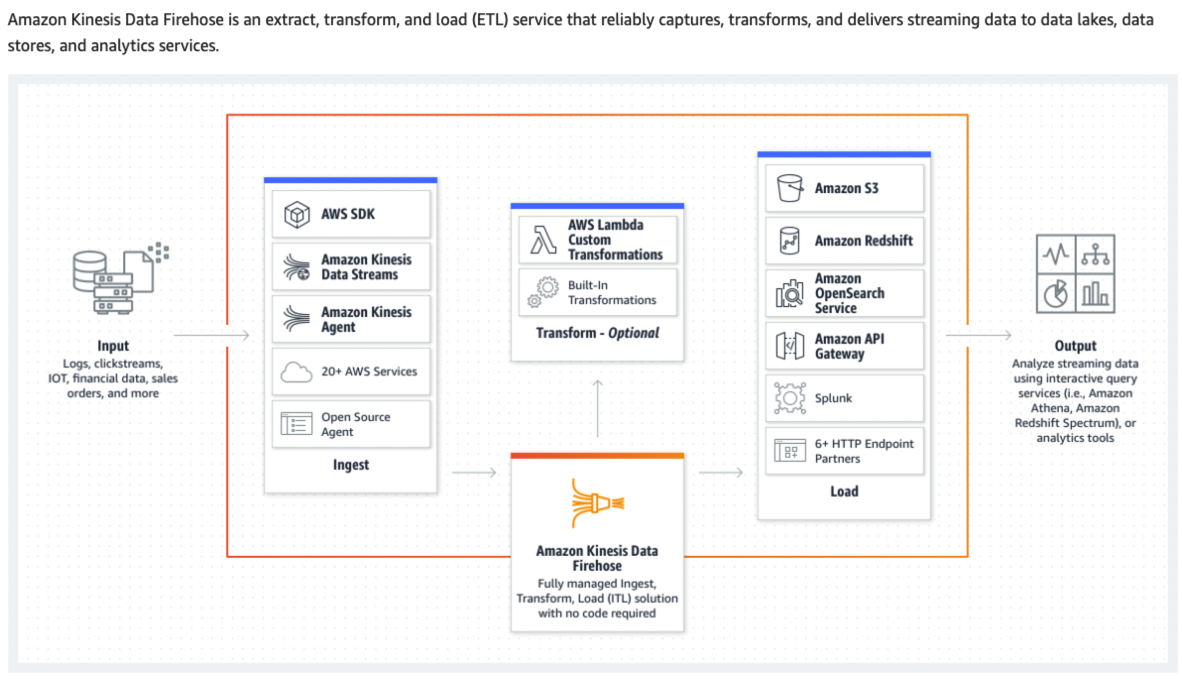 Amazon Kinesis Data Firehose is an extract, transform, and load (ETL) service that reliably captures, transforms, and delivers streaming data to data lakes, data
stores, and analytics services.
Input
Logs, clickstreams,
IOT, financial data, sales
orders, and more
AWS SDK
Amazon Kinesis
Data Streams
Amazon Kinesis
Agent
20+ AWS Services
Open Source
Agent
Ingest
AWS Lambda
Custom
Transformations
Built-In
Transformations
Transform - Optional
Amazon Kinesis Data
Firehose
Fully managed Ingest,
Transform, Load (ITL) solution
with no code required
Amazon S3
Amazon Redshift
Amazon
OpenSearch
Service
Amazon API
Gateway
Splunk
6+ HTTP Endpoint
Partners
Load
Output
Analyze streaming data
using interactive query
services (i.e., Amazon
Athena, Amazon
Redshift Spectrum), or
analytics tools